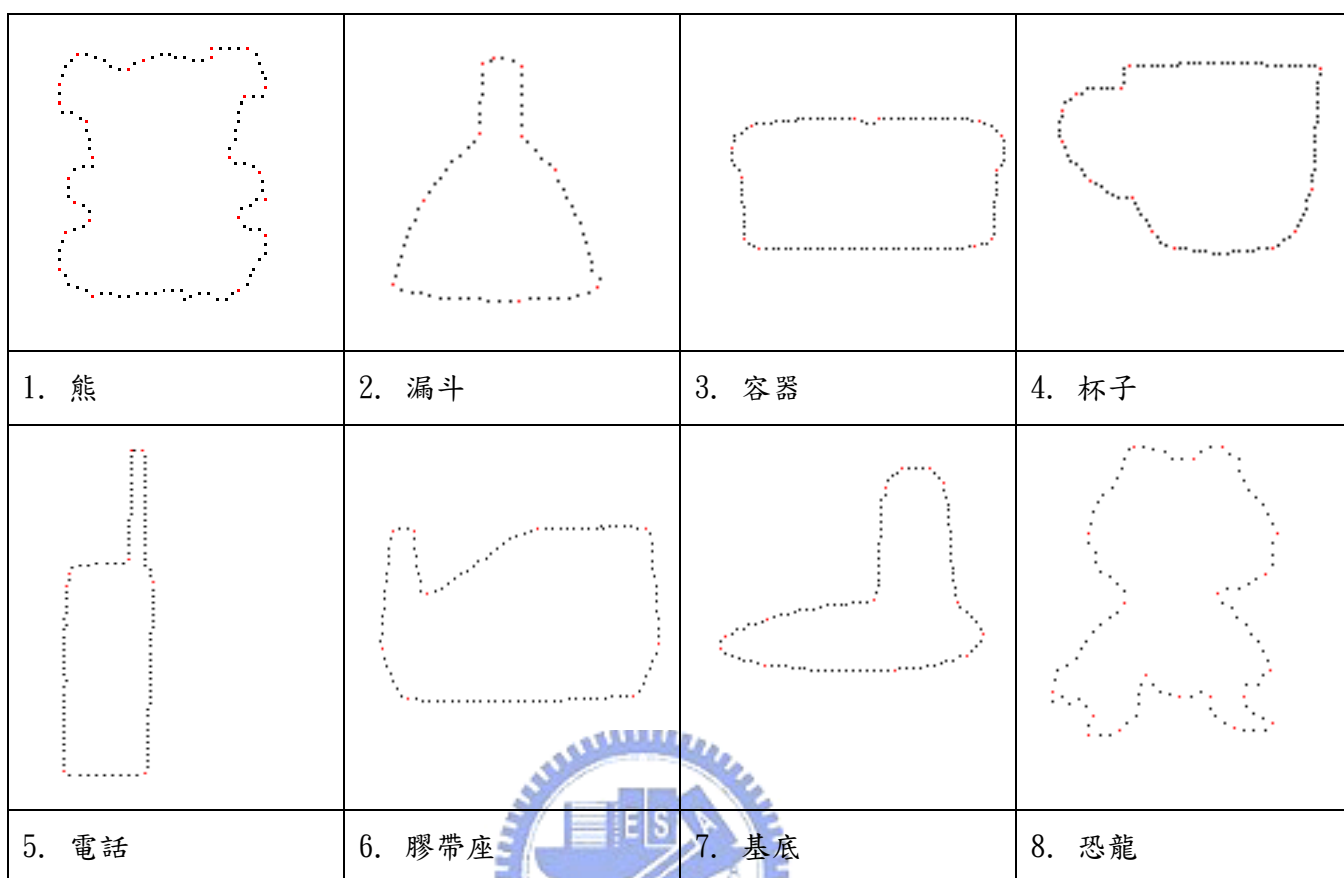 1. 熊
2. 漏斗
3. 容器
4. 杯子
5. 電話
6. 膠帶座
7. 基底
8. 恐龍
E S A